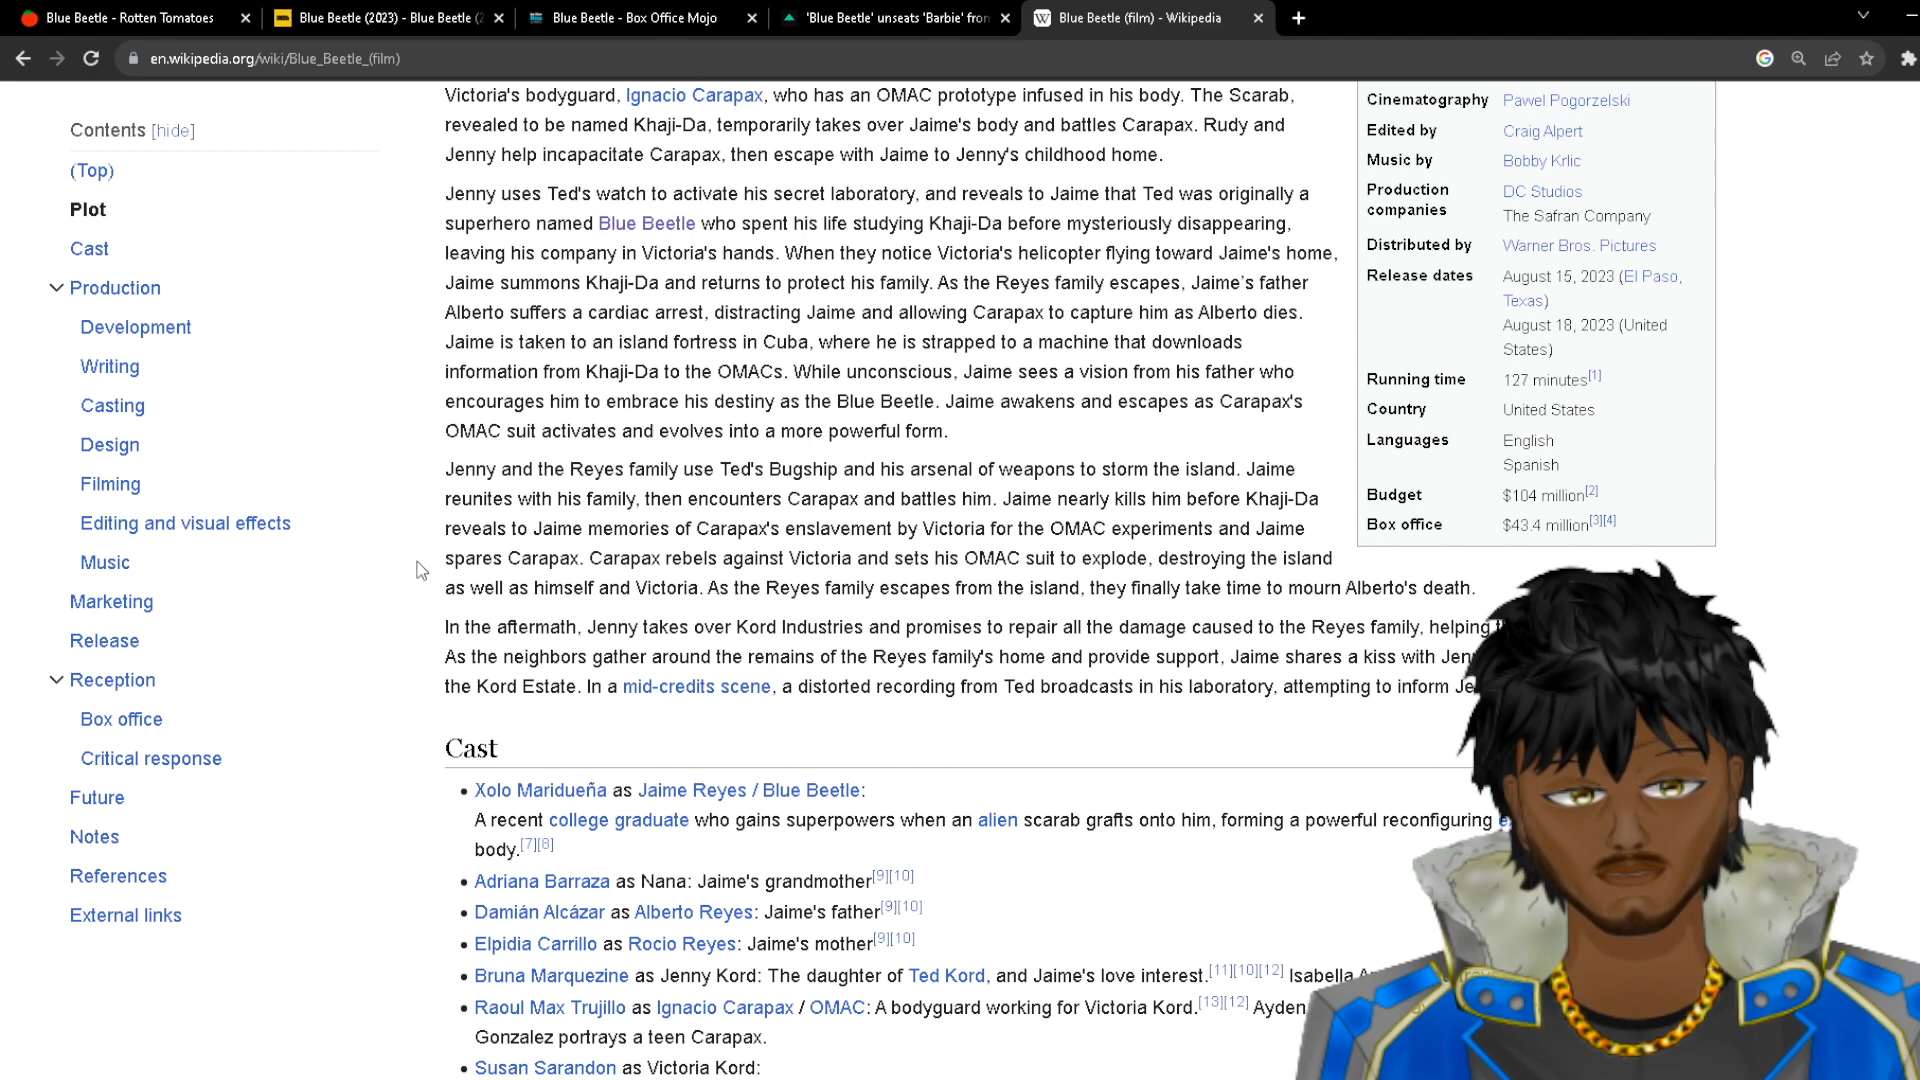 Blue Beetle - Rotten Tomatoes
Blue Beetle (2023) - Blue Beetle (2
Blue Beetle - Box Office Mojo
'Blue Beetle' unseats 'Barbie' from
Blue Beetle (film) - Wikipedia
en.wikipedia.org/wiki/Blue_Beetle_(film)
Contents [hide]
(Top)
Plot
Cast
Production
Development
Writing
Casting
Design
Filming
Editing and visual effects
Music
Marketing
Release
Reception
Box office
Critical response
Future
Notes
References
External links
Victoria's bodyguard, Ignacio Carapax, who has an OMAC prototype infused in his body. The Scarab,
revealed to be named Khaji-Da, temporarily takes over Jaime's body and battles Carapax. Rudy and
Jenny help incapacitate Carapax, then escape with Jaime to Jenny's childhood home.
Jenny uses Ted's watch to activate his secret laboratory, and reveals to Jaime that Ted was originally a
superhero named Blue Beetle who spent his life studying Khaji-Da before mysteriously disappearing,
leaving his company in Victoria's hands. When they notice Victoria's helicopter flying toward Jaime's home,
Jaime summons Khaji-Da and returns to protect his family. As the Reyes family escapes, Jaime's father
Alberto suffers a cardiac arrest, distracting Jaime and allowing Carapax to capture him as Alberto dies.
Jaime is taken to an island fortress in Cuba, where he is strapped to a machine that downloads
information from Khaji-Da to the OMACs. While unconscious, Jaime sees a vision from his father who
encourages him to embrace his destiny as the Blue Beetle. Jaime awakens and escapes as Carapax's
OMAC suit activates and evolves into a more powerful form.
Jenny and the Reyes family use Ted's Bugship and his arsenal of weapons to storm the island. Jaime
reunites with his family, then encounters Carapax and battles him. Jaime nearly kills him before Khaji-Da
reveals to Jaime memories of Carapax's enslavement by Victoria for the OMAC experiments and Jaime
spares Carapax. Carapax rebels against Victoria and sets his OMAC suit to explode, destroying the island
as well as himself and Victoria. As the Reyes family escapes from the island, they finally take time to mourn Alberto's death.
In the aftermath, Jenny takes over Kord Industries and promises to repair all the damage caused to the Reyes family, helping
As the neighbors gather around the remains of the Reyes family's home and provide support, Jaime shares a kiss with Jen
the Kord Estate. In a mid-credits scene, a distorted recording from Ted broadcasts in his laboratory, attempting to inform Je
Cast
• Xolo Maridueña as Jaime Reyes / Blue Beetle:
A recent college graduate who gains superpowers when an alien scarab grafts onto him, forming a powerful reconfiguring
body.[7][8]
• Adriana Barraza as Nana: Jaime's grandmother[9][10]
• Damián Alcázar as Alberto Reyes: Jaime's father[9][10]
• Elpidia Carrillo as Rocio Reyes: Jaime's mother[9][10]
• Bruna Marquezine as Jenny Kord: The daughter of Ted Kord, and Jaime's love interest.[11][10][12] Isabella
• Raoul Max Trujillo as Ignacio Carapax / OMAC: A bodyguard working for Victoria Kord.[13][12] Ayden
Gonzalez portrays a teen Carapax.
• Susan Sarandon as Victoria Kord:
Cinematography Pawel Pogorzelski
Edited by Craig Alpert
Music by Bobby Krlic
Production companies DC Studios
The Safran Company
Distributed by Warner Bros. Pictures
Release dates August 15, 2023 (El Paso,
Texas)
August 18, 2023 (United
States)
Running time 127 minutes[1]
Country United States
Languages English
Spanish
Budget $104 million[2]
Box office $43.4 million[3][4]